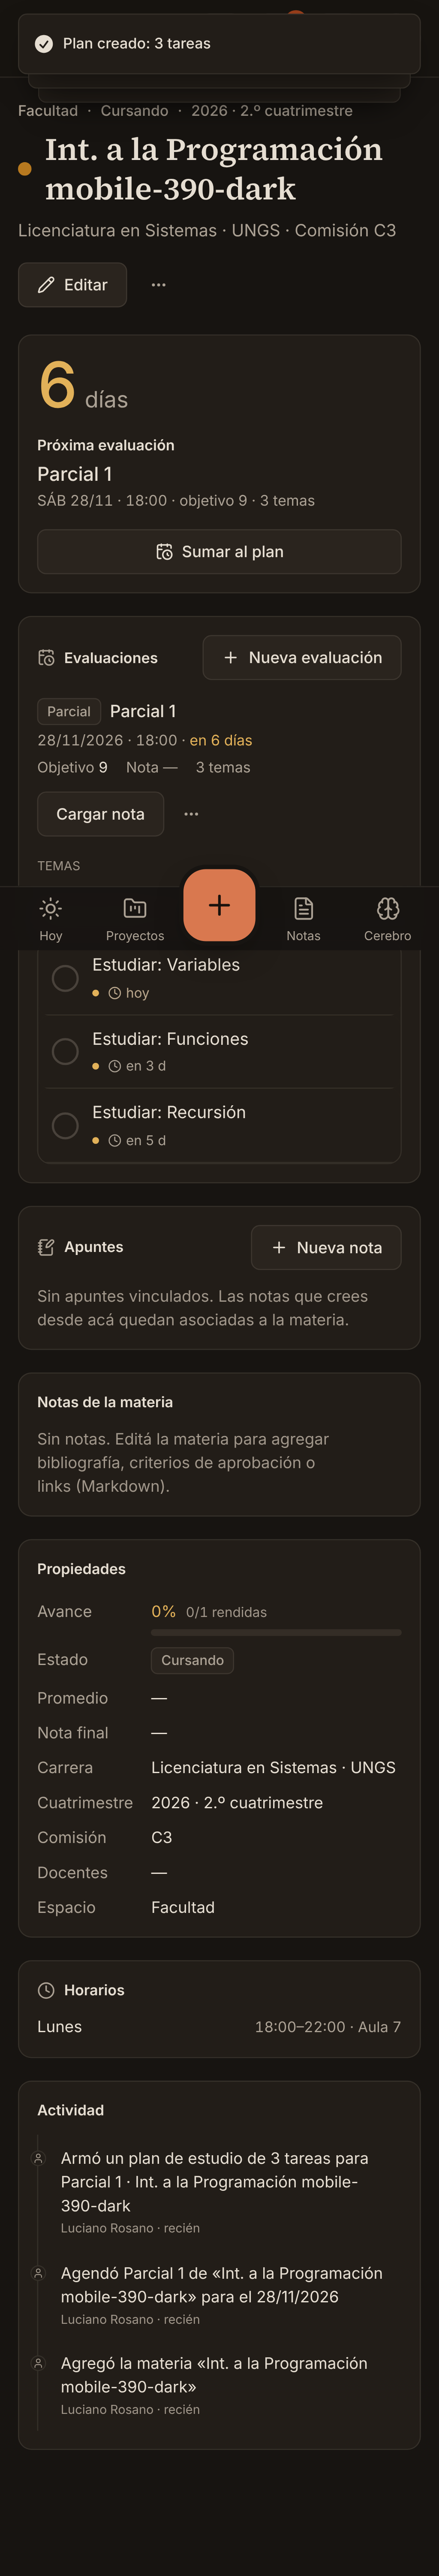 Plan creado: 3 tareas
Facultad · Cursando · 2026 · 2.º cuatrimestre
Int. a la Programación
mobile-390-dark
Licenciatura en Sistemas · UNGS · Comisión C3
Editar
6 días
Próxima evaluación
Parcial 1
SÁB 28/11 · 18:00 · objetivo 9 · 3 temas
Sumar al plan
Evaluaciones
Nueva evaluación
Parcial Parcial 1
28/11/2026 · 18:00 · en 6 días
Objetivo 9 Nota — 3 temas
Cargar nota
TEMAS
Hoy Proyectos Notas Cerebro
Estudiar: Variables
hoy
Estudiar: Funciones
en 3 d
Estudiar: Recursión
en 5 d
Apuntes
Nueva nota
Sin apuntes vinculados. Las notas que crees
desde acá quedan asociadas a la materia.
Notas de la materia
Sin notas. Editá la materia para agregar
bibliografía, criterios de aprobación o
links (Markdown).
Propiedades
Avance 0% 0/1 rendidas
Estado Cursando
Promedio —
Nota final —
Carrera Licenciatura en Sistemas · UNGS
Cuatrimestre 2026 · 2.º cuatrimestre
Comisión C3
Docentes —
Espacio Facultad
Horarios
Lunes 18:00–22:00 · Aula 7
Actividad
Armó un plan de estudio de 3 tareas para
Parcial 1 · Int. a la Programación mobile-
390-dark
Luciano Rosano · recién
Agendó Parcial 1 de «Int. a la Programación
mobile-390-dark» para el 28/11/2026
Luciano Rosano · recién
Agregó la materia «Int. a la Programación
mobile-390-dark»
Luciano Rosano · recién